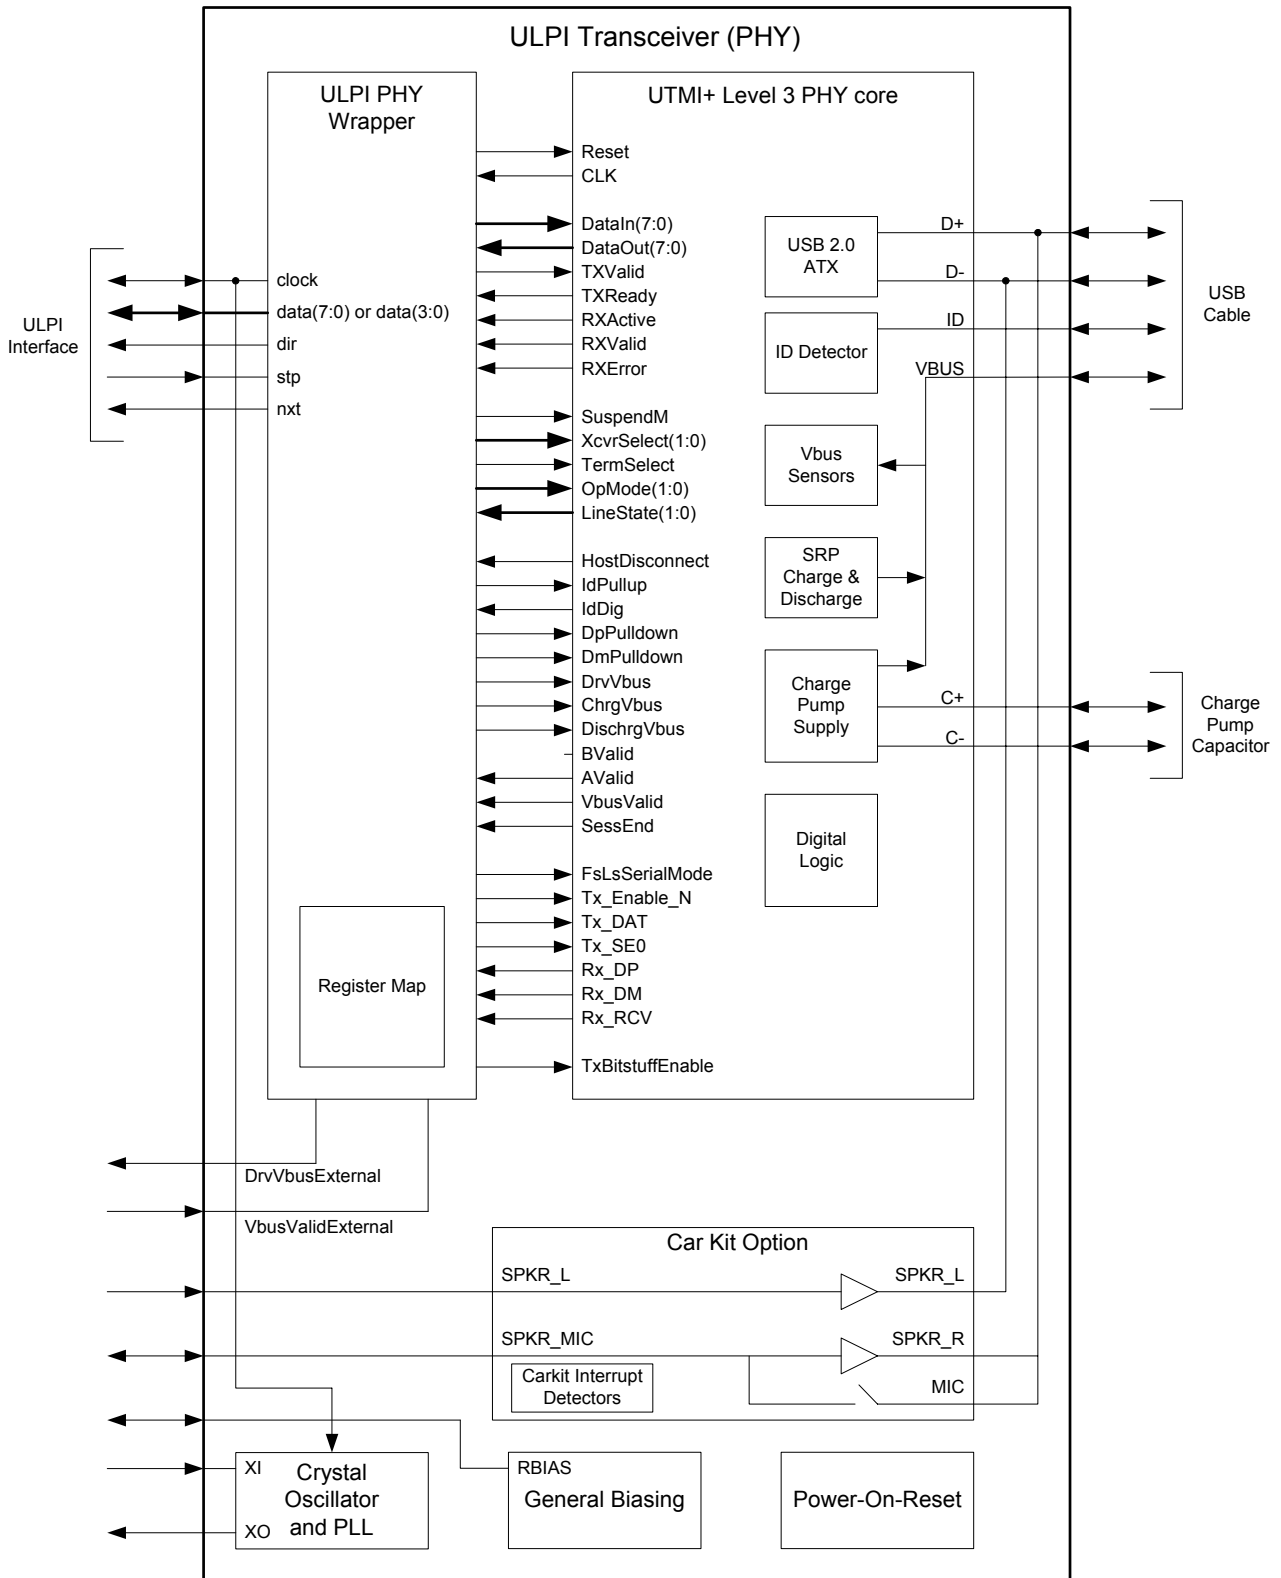 ULPI Transceiver (PHY)
ULPI PHY
Wrapper
UTMI+ Level 3 PHY core
Reset
CLK
DataIn(7:0)
DataOut(7:0)
TXValid
TXReady
RXActive
RXValid
RXError
SuspendM
XcvrSelect(1:0)
TermSelect
OpMode(1:0)
LineState(1:0)
HostDisconnect
IdPullup
IdDig
DpPulldown
DmPulldown
DrvVbus
ChrgVbus
DischrgVbus
BValid
AValid
VbusValid
SessEnd
FsLsSerialMode
Tx_Enable_N
Tx_DAT
Tx_SE0
Rx_DP
Rx_DM
Rx_RCV
TxBitstuffEnable
ULPI
Interface
clock
data(7:0) or data(3:0)
dir
stp
nxt
Register Map
USB 2.0
ATX
ID Detector
Vbus
Sensors
SRP
Charge &
Discharge
Charge
Pump
Supply
Digital
Logic
D+
D-
ID
VBUS
C+
C-
USB
Cable
Charge
Pump
Capacitor
DrvVbusExternal
VbusValidExternal
Car Kit Option
SPKR_L
SPKR_L
SPKR_MIC
SPKR_R
Carkit Interrupt
Detectors
MIC
XI
XO
Crystal
Oscillator
and PLL
RBIAS
General Biasing
Power-On-Reset